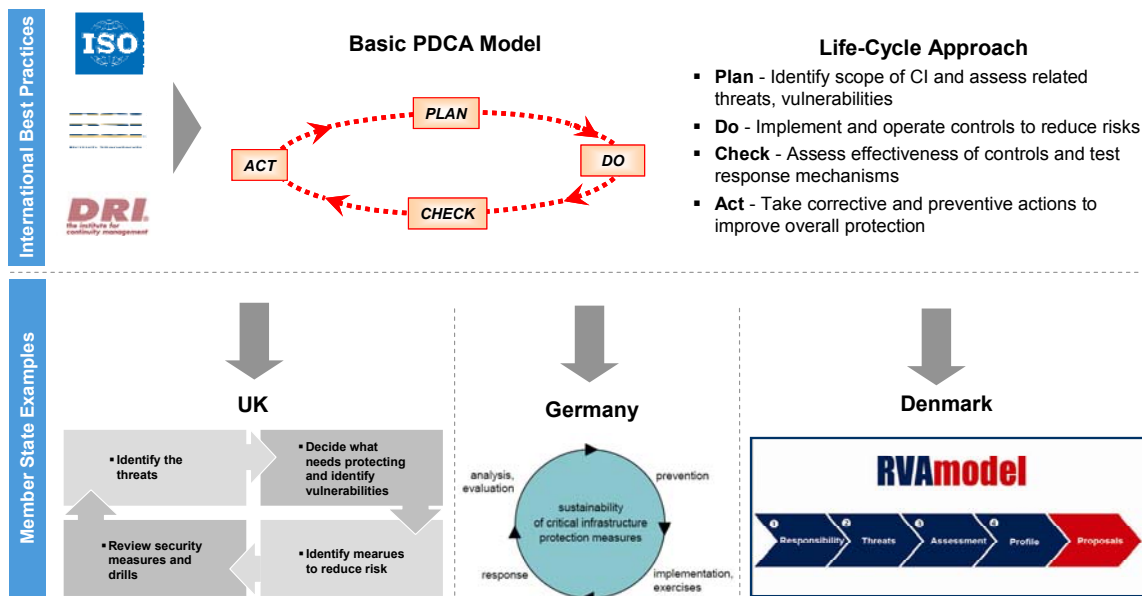 International Best Practices
ISO
DRI
the institute for
continuity management
Basic PDCA Model
PLAN
DO
CHECK
ACT
Life-Cycle Approach
▪ Plan - Identify scope of CI and assess related
threats, vulnerabilities
▪ Do - Implement and operate controls to reduce risks
▪ Check - Assess effectiveness of controls and test
response mechanisms
▪ Act - Take corrective and preventive actions to
improve overall protection
Member State Examples
UK
▪ Identify the
threats
▪ Decide what
needs protecting
and identify
vulnerabilities
▪ Review security
measures and
drills
▪ Identify mearues
to reduce risk
Germany
analysis,
evaluation
prevention
sustainability
of critical infrastructure
protection measures
response
implementation,
exercises
Denmark
RVAmodel
1 Responsibility
2 Threats
3 Assessment
4 Profile
Proposals